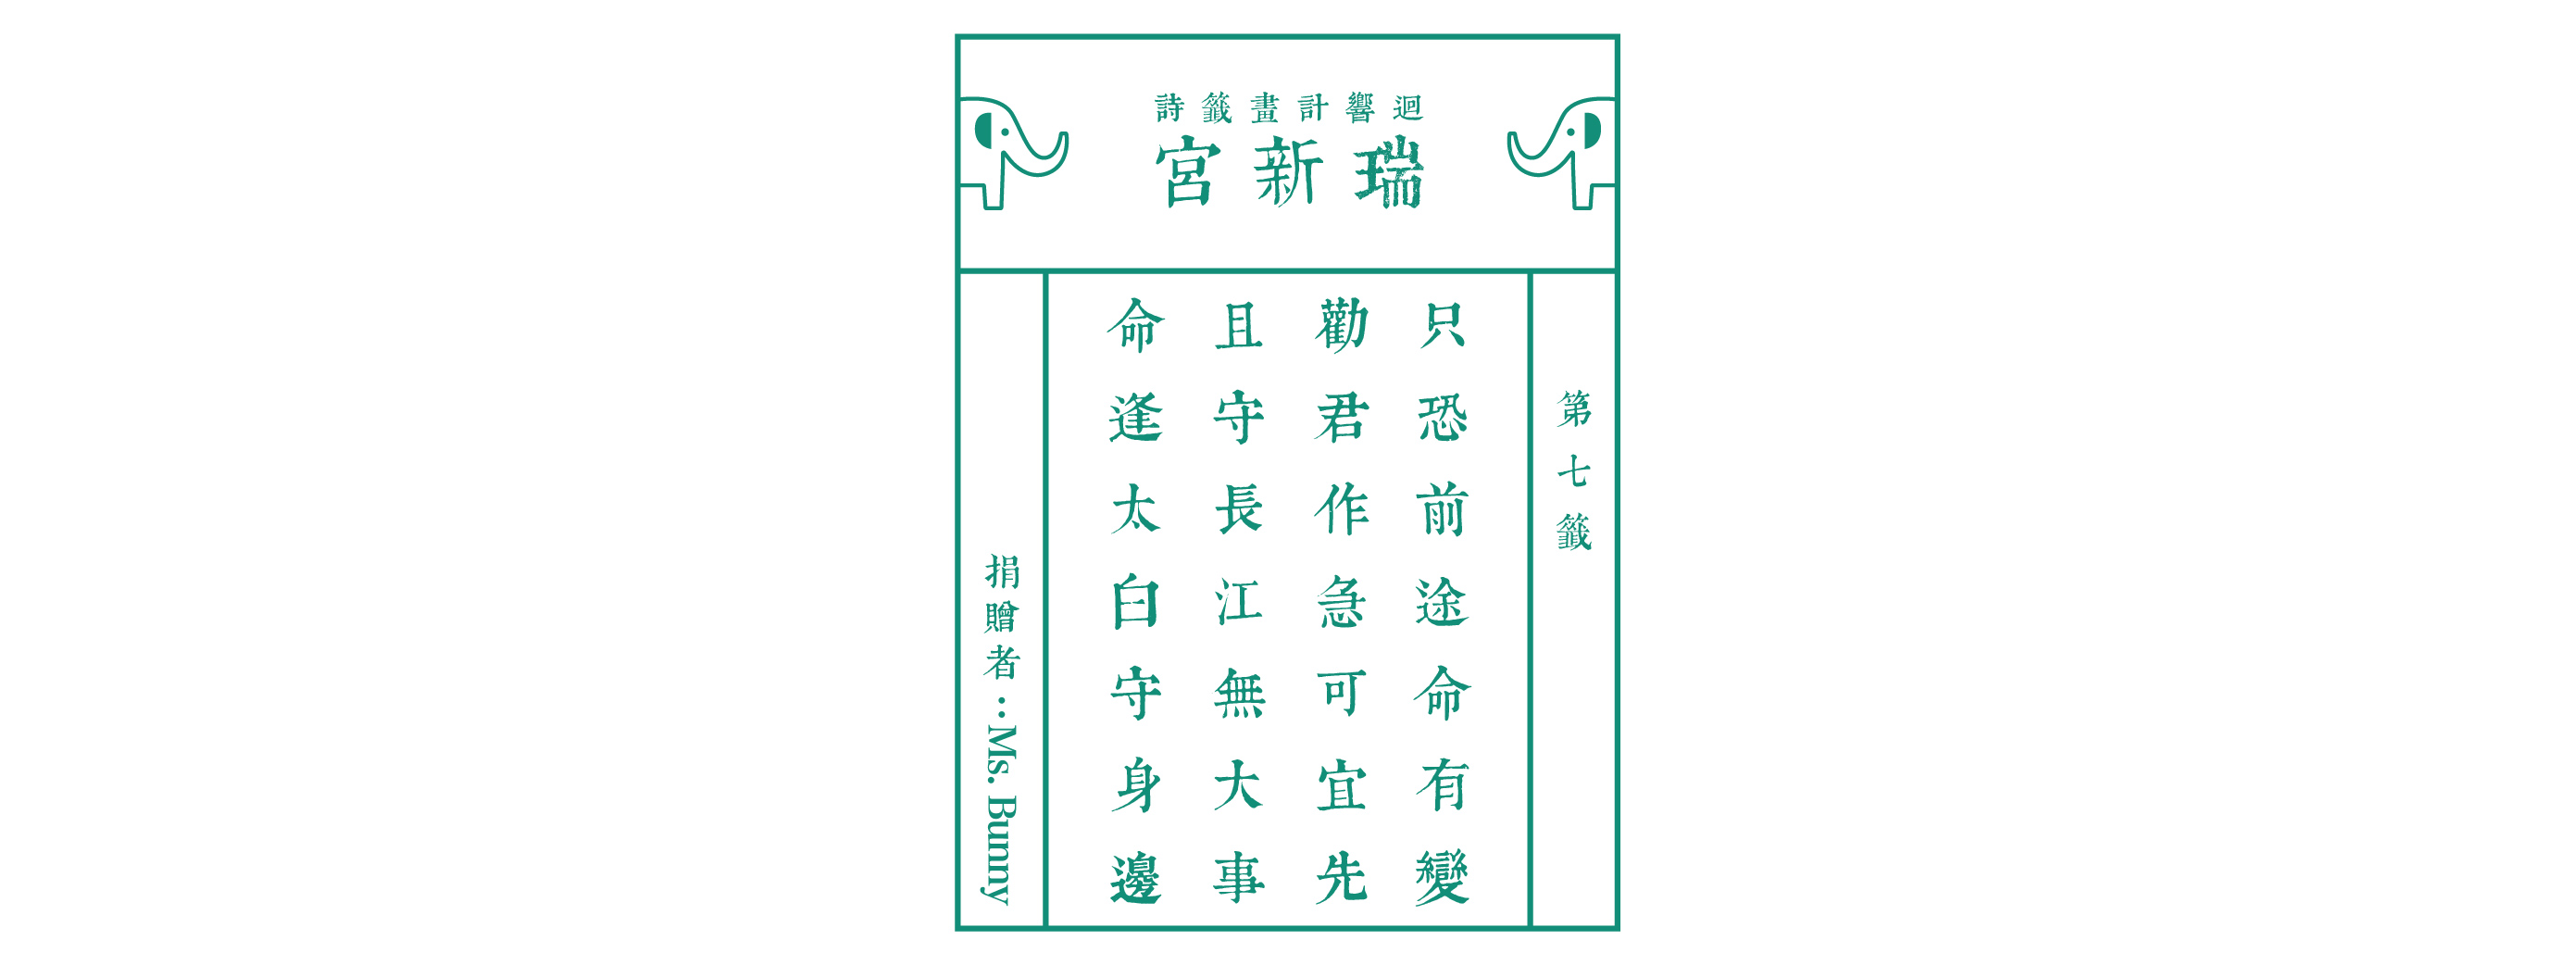 迴響計畫籤詩
瑞新宮
第七籤
只恐前途命有變
勸君作急可宜先
且守長江無大事
命逢太白守身邊
捐贈者：Ms. Bunny